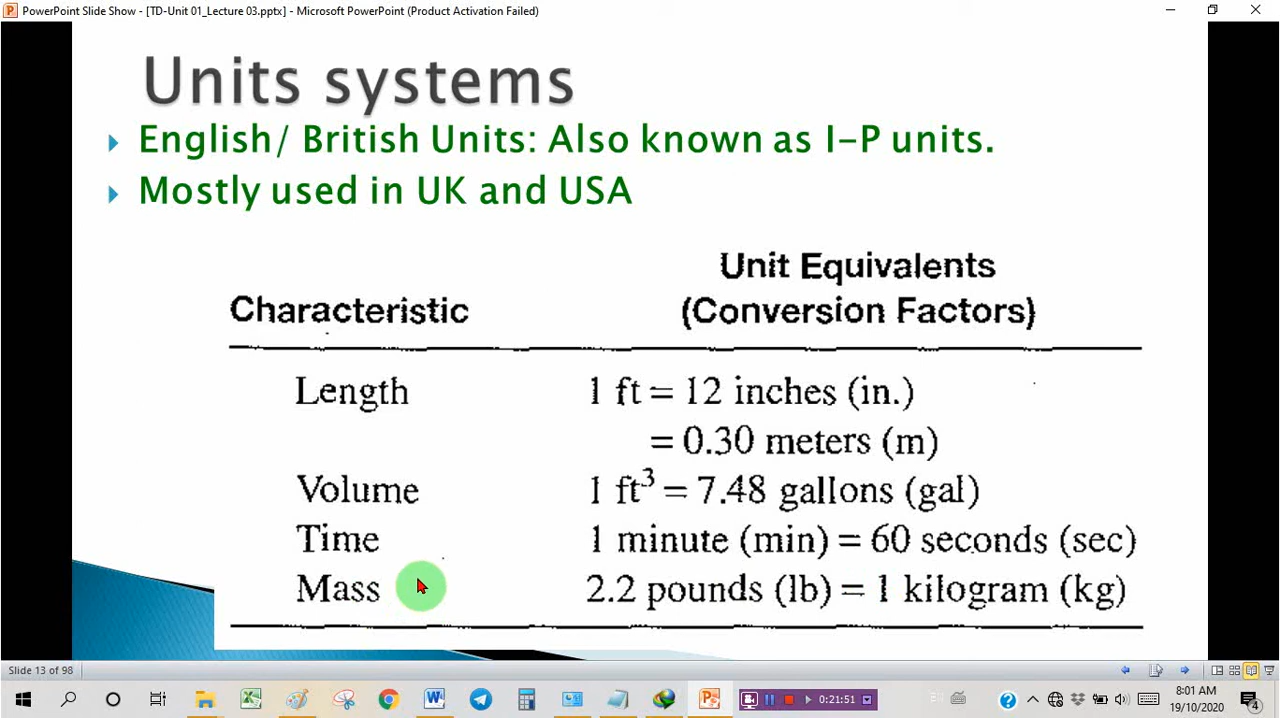 PowerPoint Slide Show - [TD-Unit 01_Lecture 03.pptx] - Microsoft PowerPoint (Product Activation Failed)
Units systems
English/ British Units: Also known as I-P units.
Mostly used in UK and USA
Unit Equivalents
Characteristic (Conversion Factors)
Length 1 ft = 12 inches (in.)
= 0.30 meters (m)
Volume 1 ft³ = 7.48 gallons (gal)
Time 1 minute (min) = 60 seconds (sec)
Mass 2.2 pounds (lb) = 1 kilogram (kg)
Slide 13 of 98
0:21:51
8:01 AM
19/10/2020
4